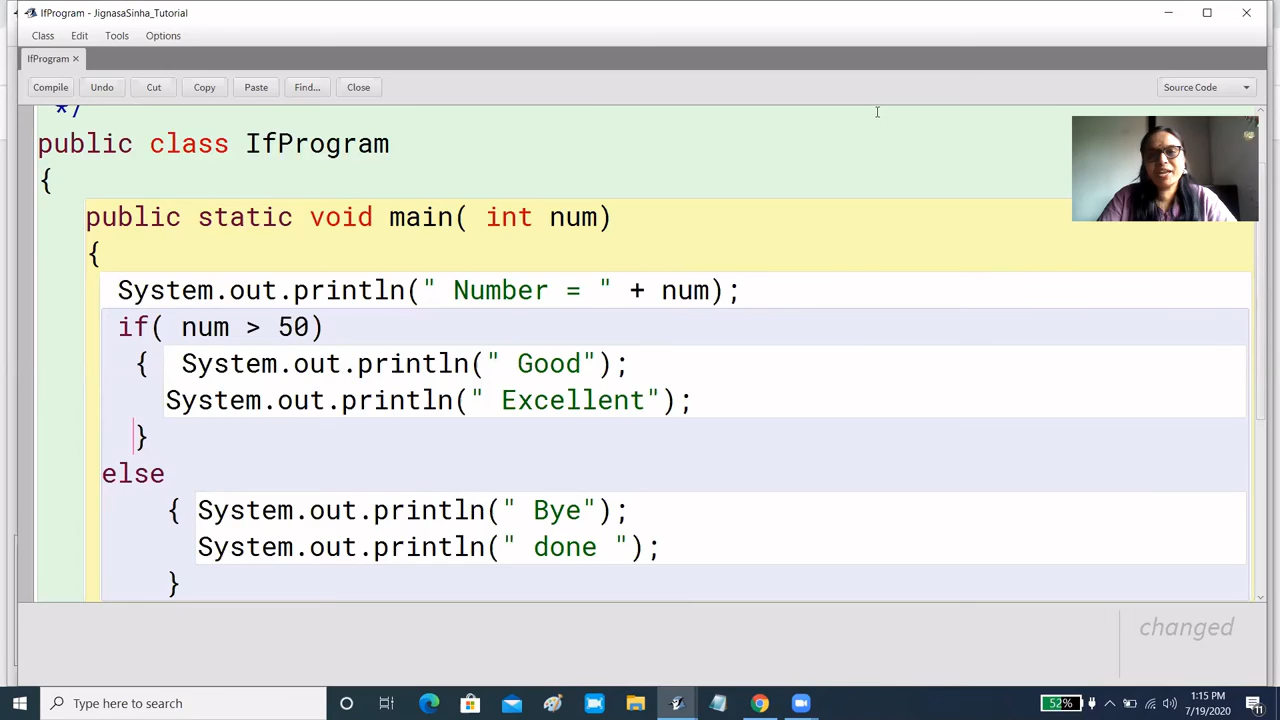 IfProgram - JignasaSinha_Tutorial
Class Edit Tools Options
IfProgram ×
Compile Undo Cut Copy Paste Find... Close Source Code
*/
public class IfProgram
{
public static void main( int num)
{
System.out.println(" Number = " + num);
if( num > 50)
{ System.out.println(" Good");
System.out.println(" Excellent");
}
else
{ System.out.println(" Bye");
System.out.println(" done ");
}
changed
Type here to search
52%
1:15 PM
7/19/2020
11